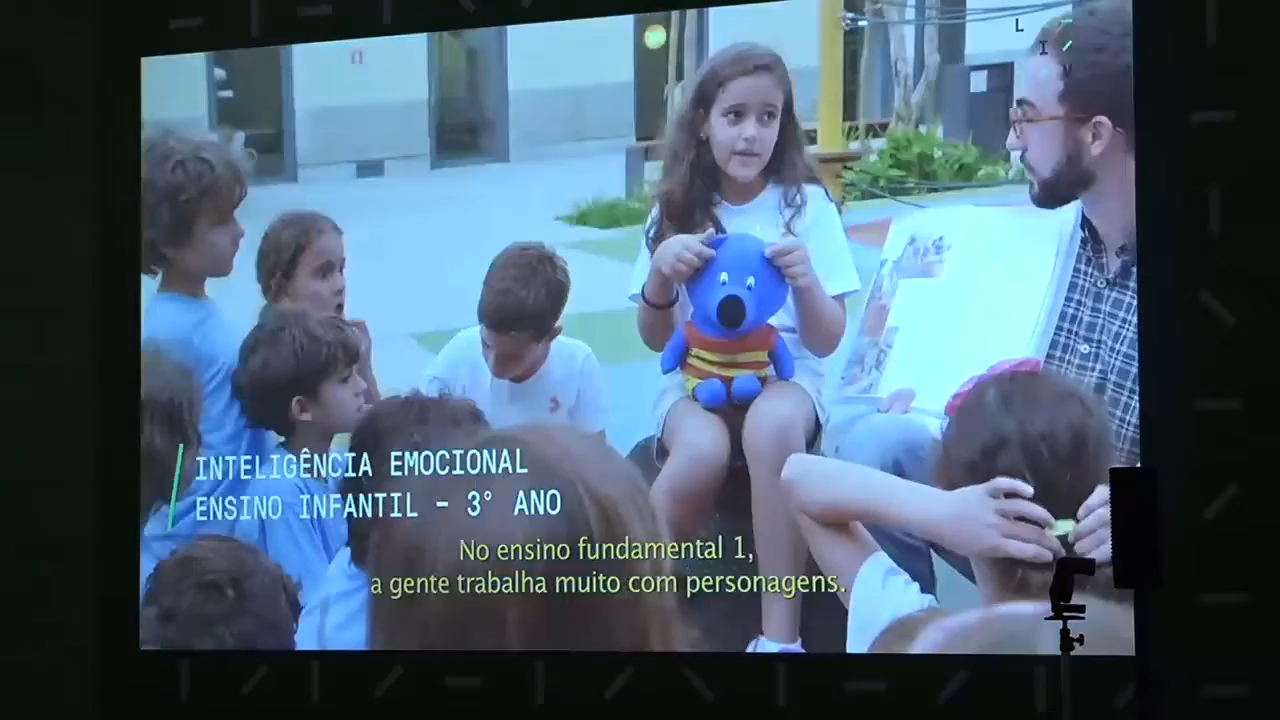 L
I
V
INTELIGÊNCIA EMOCIONAL
ENSINO INFANTIL - 3° ANO
No ensino fundamental 1,
a gente trabalha muito com personagens.